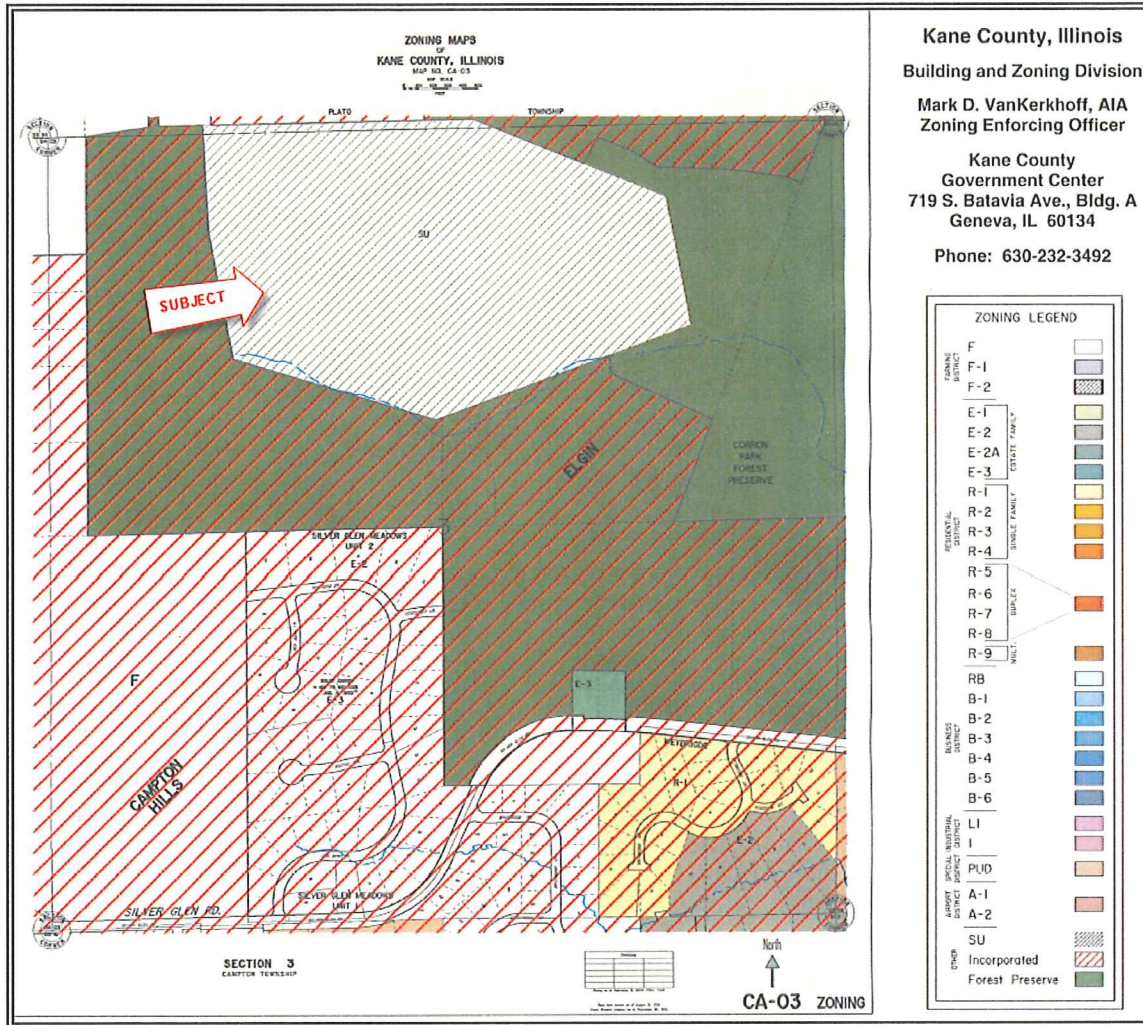 ZONING MAPS
OF
KANE COUNTY, ILLINOIS
MAP NO. CA-03
PLATO TOWNSHIP
SU
SUBJECT
ELGIN
CORRON
PARK
FOREST
PRESERVE
SILVER GLEN MEADOWS
UNIT 2
E-2
F
E-3
E-3
CAMPTON
HILLS
R-1
E-2
SILVER GLEN MEADOWS
UNIT 1
SILVER GLEN RD.
SECTION 3
CAMPTON TOWNSHIP
North
CA-03 ZONING
Kane County, Illinois
Building and Zoning Division
Mark D. VanKerkhoff, AIA
Zoning Enforcing Officer
Kane County
Government Center
719 S. Batavia Ave., Bldg. A
Geneva, IL 60134
Phone: 630-232-3492
ZONING LEGEND
FARMING DISTRICT
F
F-1
F-2
RESIDENTIAL DISTRICT
ESTATE FAMILY
E-1
E-2
E-2A
E-3
SINGLE FAMILY
R-1
R-2
R-3
R-4
DUPLEX
R-5
R-6
R-7
R-8
MULT.
R-9
BUSINESS DISTRICT
RB
B-1
B-2
B-3
B-4
B-5
B-6
INDUSTRIAL DISTRICT
LI
I
SPECIAL DISTRICT
PUD
AIRPORT DISTRICT
A-1
A-2
OTHER
SU
Incorporated
Forest Preserve